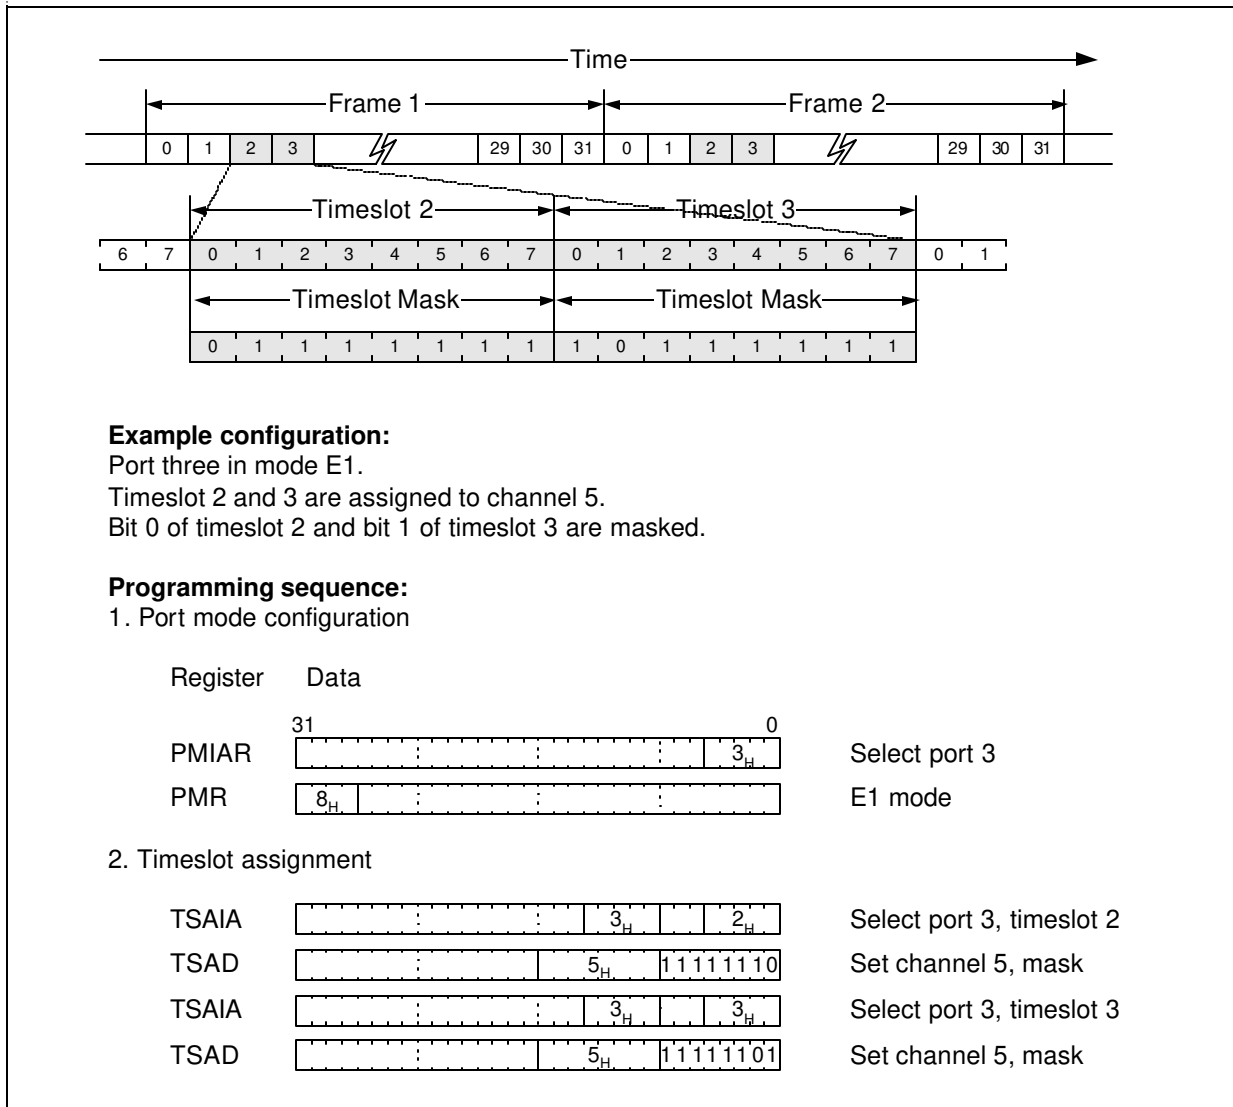 Time
Frame 1 Frame 2
0 1 2 3 29 30 31 0 1 2 3 29 30 31
Timeslot 2 Timeslot 3
6 7 0 1 2 3 4 5 6 7 0 1 2 3 4 5 6 7 0 1
Timeslot Mask Timeslot Mask
0 1 1 1 1 1 1 1 1 0 1 1 1 1 1 1
Example configuration:
Port three in mode E1.
Timeslot 2 and 3 are assigned to channel 5.
Bit 0 of timeslot 2 and bit 1 of timeslot 3 are masked.
Programming sequence:
1. Port mode configuration
Register Data
31 0
PMIAR 3H Select port 3
PMR 8H E1 mode
2. Timeslot assignment
TSAIA 3H 2H Select port 3, timeslot 2
TSAD 5H 11111110 Set channel 5, mask
TSAIA 3H 3H Select port 3, timeslot 3
TSAD 5H 11111101 Set channel 5, mask